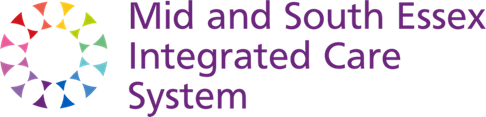 Mid and South Essex
Integrated Care
System